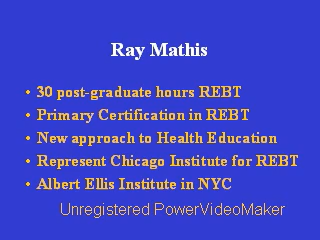 Ray Mathis
• 30 post-graduate hours REBT
• Primary Certification in REBT
• New approach to Health Education
• Represent Chicago Institute for REBT
• Albert Ellis Institute in NYC
Unregistered PowerVideoMaker